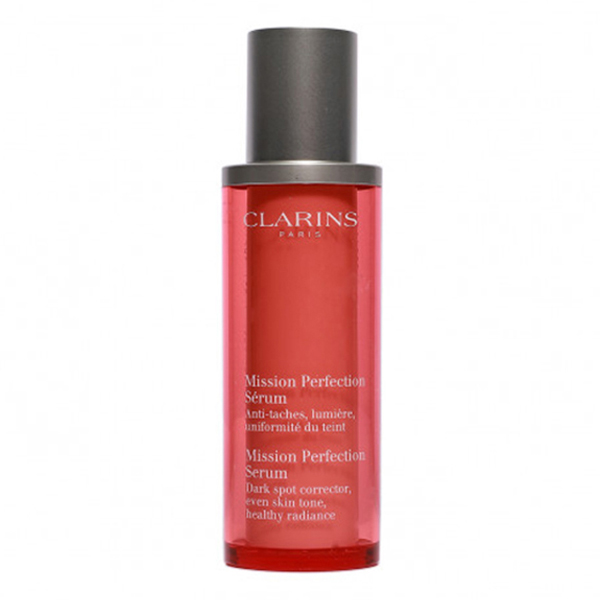 CLARINS
PARIS
Mission Perfection
Sérum
Anti-taches, lumière,
uniformité du teint
Mission Perfection
Serum
Dark spot corrector,
even skin tone,
healthy radiance